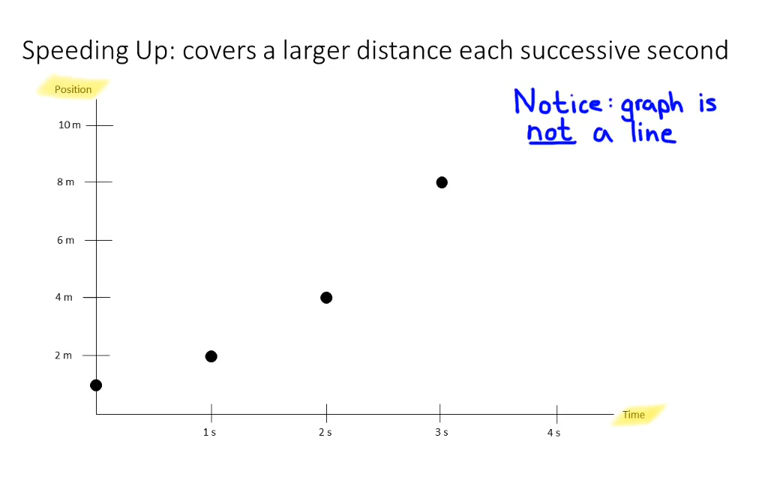 Speeding Up: covers a larger distance each successive second
Position
Notice: graph is
not a line
10 m
8 m
6 m
4 m
2 m
Time
1 s
2 s
3 s
4 s